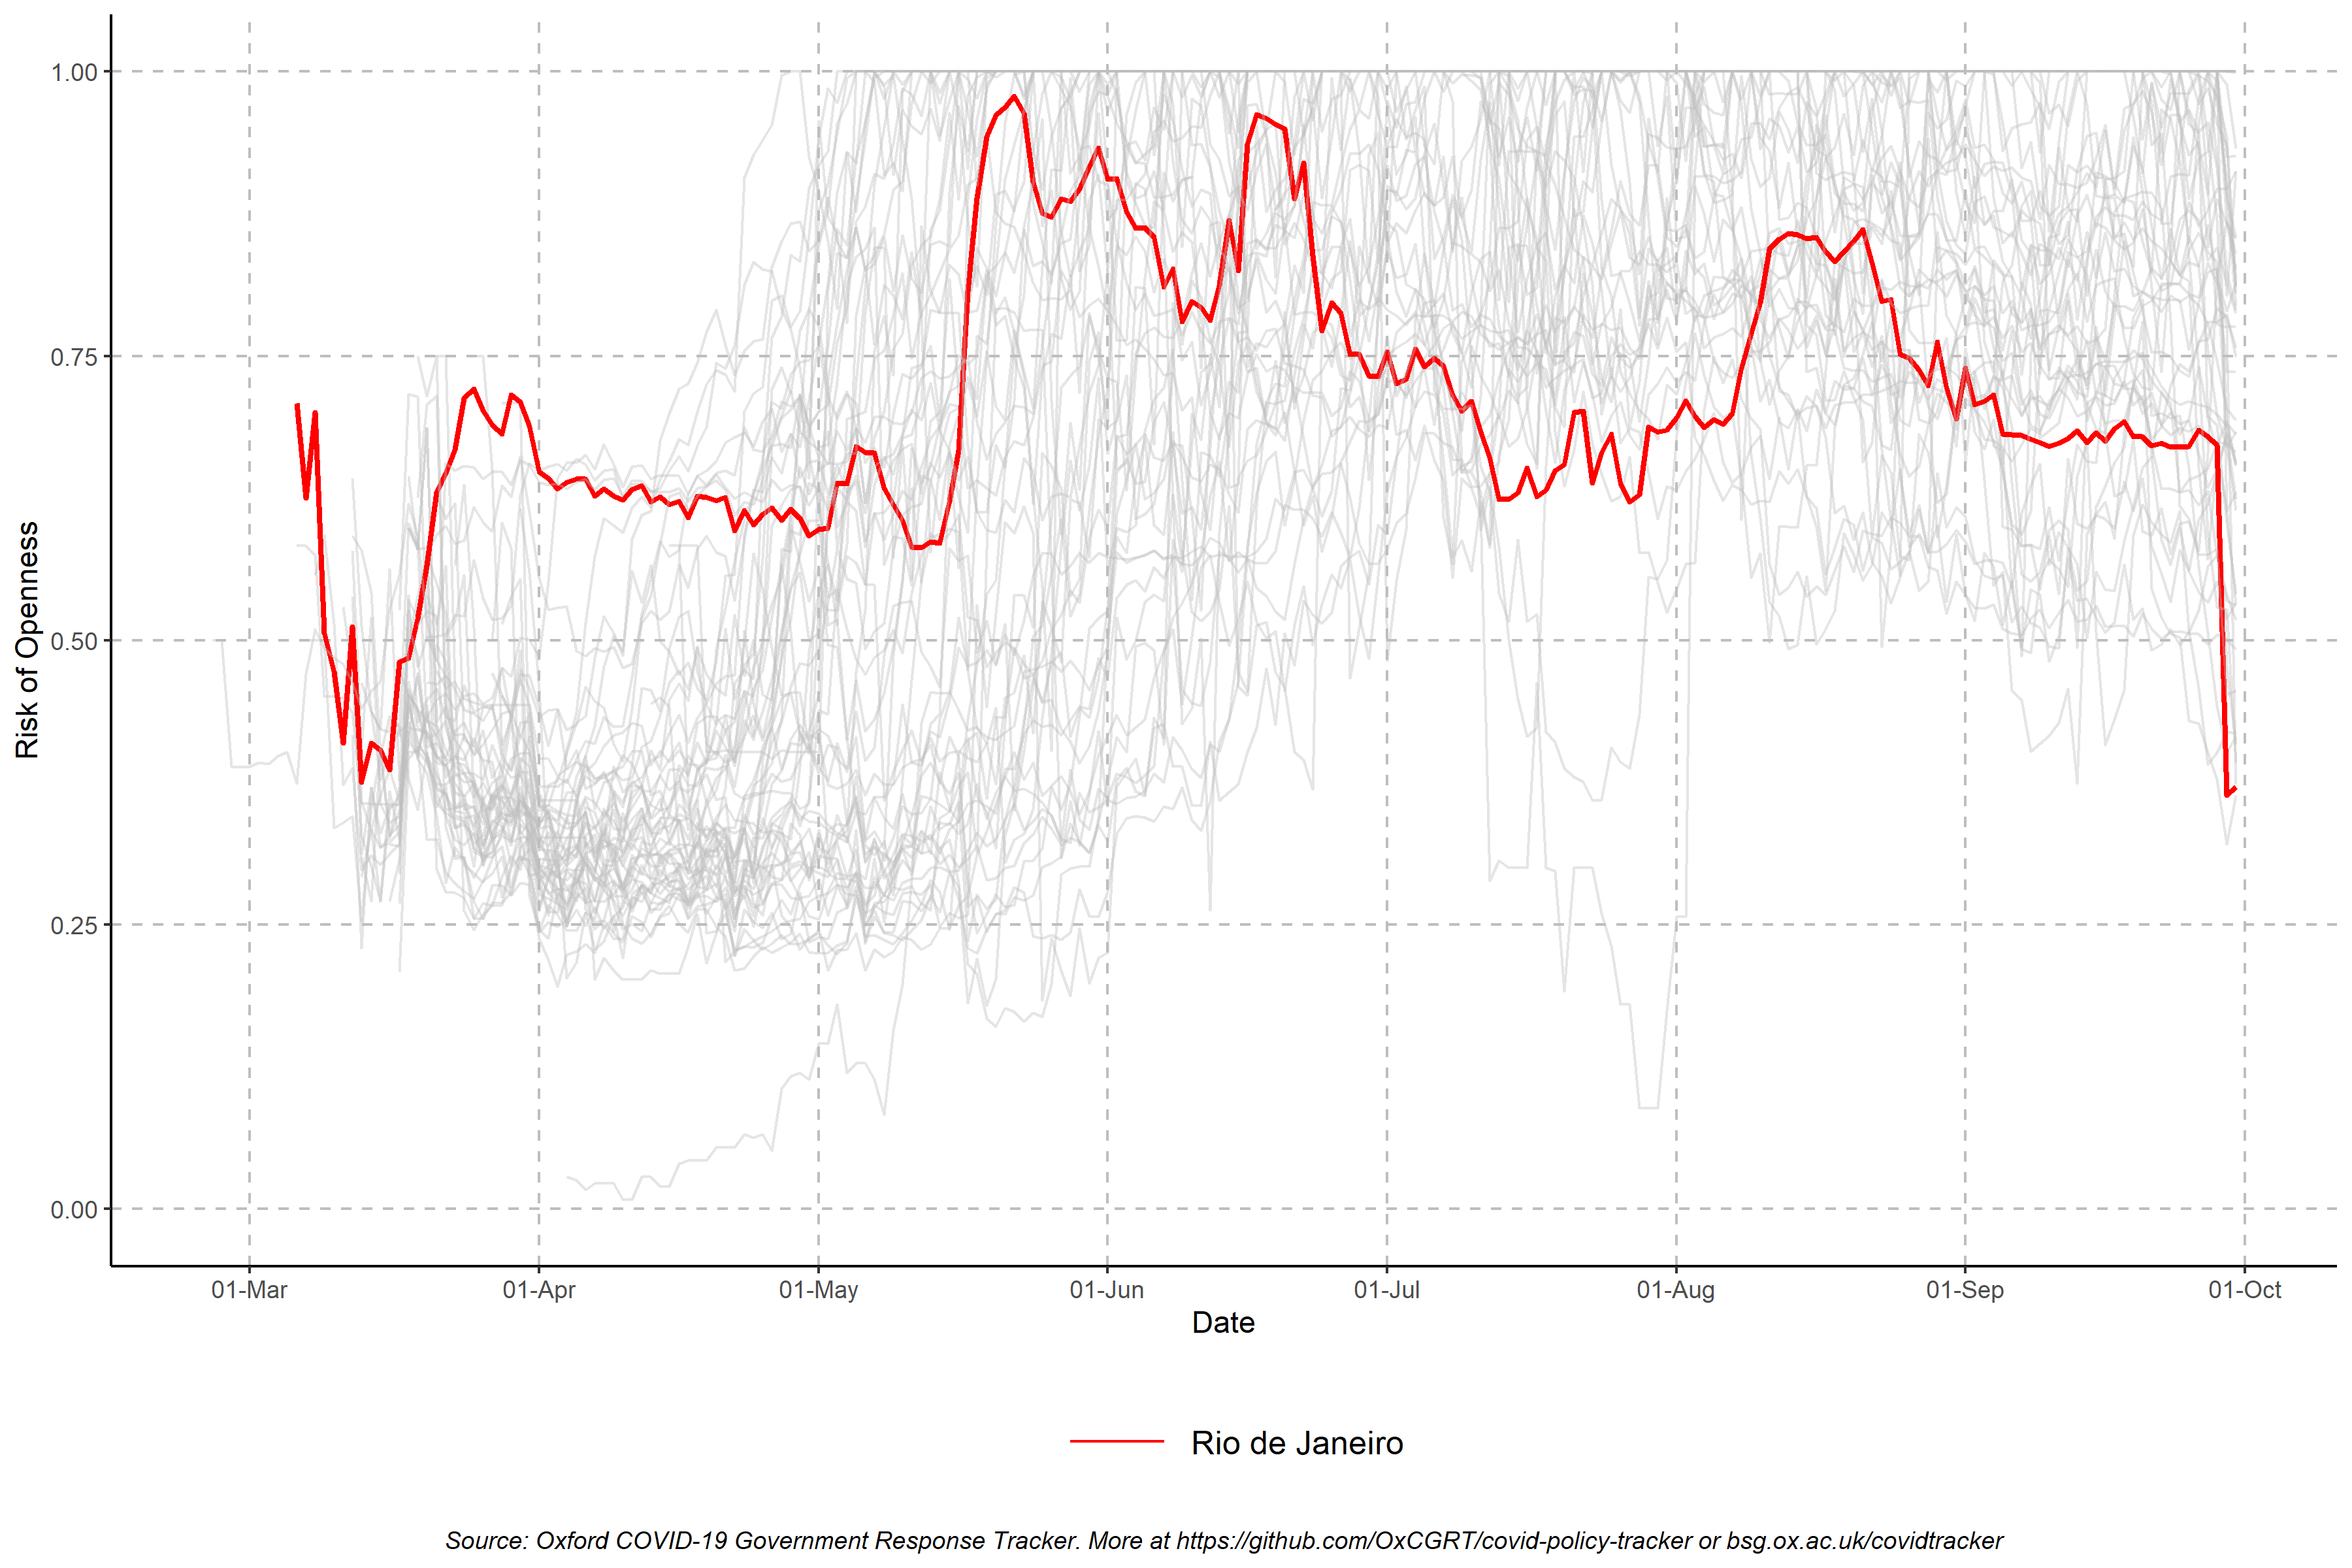 1.00
0.75
0.50
0.25
0.00
Risk of Openness
01-Mar 01-Apr 01-May 01-Jun 01-Jul 01-Aug 01-Sep 01-Oct
Date
Rio de Janeiro
Source: Oxford COVID-19 Government Response Tracker. More at https://github.com/OxCGRT/covid-policy-tracker or bsg.ox.ac.uk/covidtracker